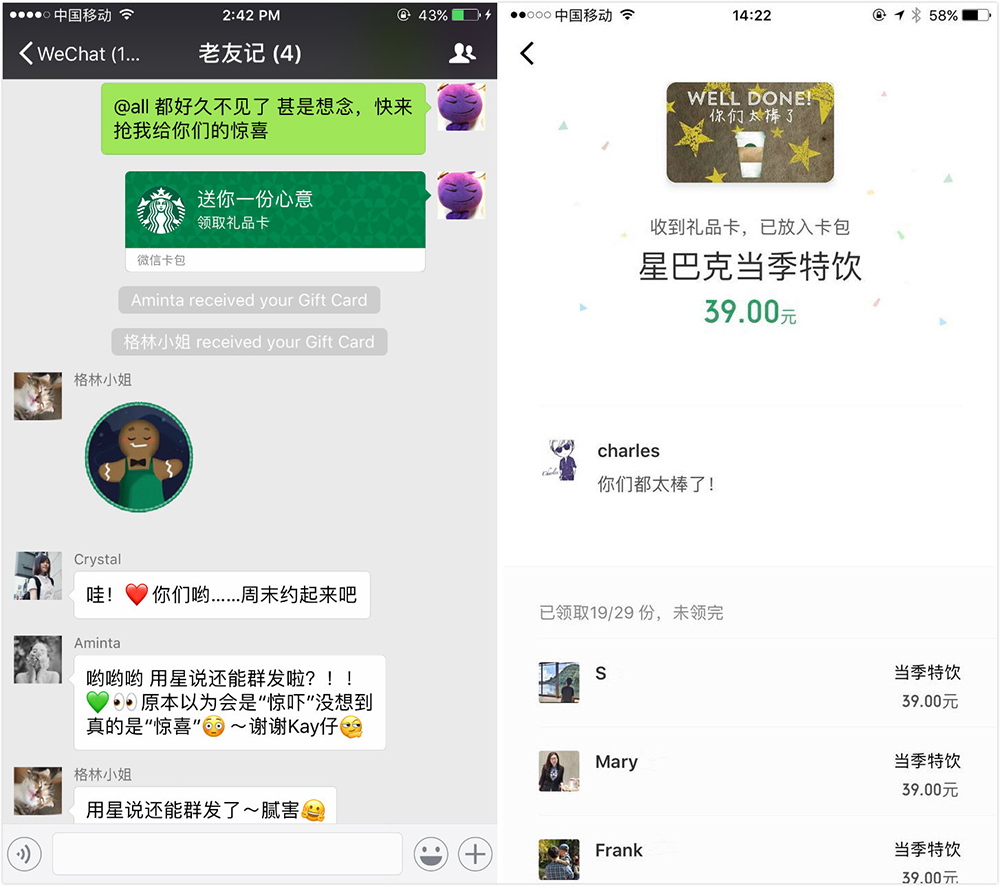 中国移动
2:42 PM
43%
WeChat (1...
老友记 (4)
@all 都好久不见了 甚是想念，快来
抢我给你们的惊喜
送你一份心意
领取礼品卡
微信卡包
Aminta received your Gift Card
格林小姐 received your Gift Card
格林小姐
Crystal
哇！❤️你们哟……周末约起来吧
Aminta
哟哟哟 用星说还能群发啦？！！
💚👀原本以为会是“惊吓”没想到
真的是“惊喜”😳～谢谢Kay仔🤔
格林小姐
用星说还能群发了～腻害🤗
中国移动
14:22
58%
WELL DONE!
你们太棒了
收到礼品卡，已放入卡包
星巴克当季特饮
39.00元
Charles
charles
你们都太棒了！
已领取19/29 份，未领完
S
当季特饮
39.00元
Mary
当季特饮
39.00元
Frank
当季特饮
39.00元